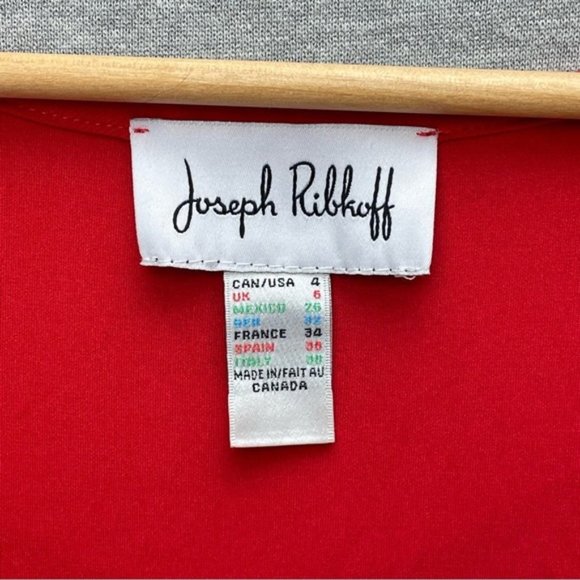 Joseph Ribkoff
CAN/USA 4
UK 6
MEXICO 26
GER 32
FRANCE 34
SPAIN 36
ITALY 38
MADE IN/FAIT AU
CANADA